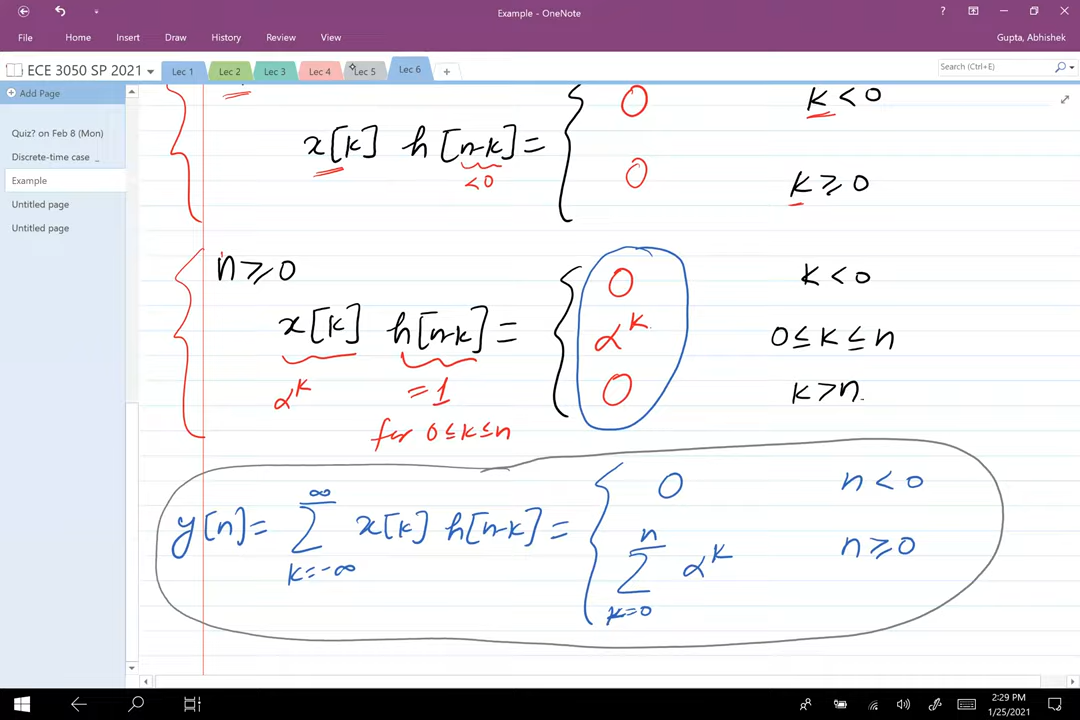 Example - OneNote
?
File Home Insert Draw History Review View
Gupta, Abhishek
ECE 3050 SP 2021
Lec 1 Lec 2 Lec 3 Lec 4 Lec 5 Lec 6 +
Search (Ctrl+E)
Add Page
Quiz? on Feb 8 (Mon)
Discrete-time case _
Example
Untitled page
Untitled page
0 k < 0
x[k] h[n-k] =
<0
0 k ≥ 0
n ≥ 0
0 k < 0
x[k] h[n-k] = α^k 0 ≤ k ≤ n
α^k = 1
0 k > n
for 0 ≤ k ≤ n
y[n] = ∑_{k=-∞}^{∞} x[k] h[n-k] =
0 n < 0
∑_{k=0}^{n} α^k n ≥ 0
2:29 PM
1/25/2021